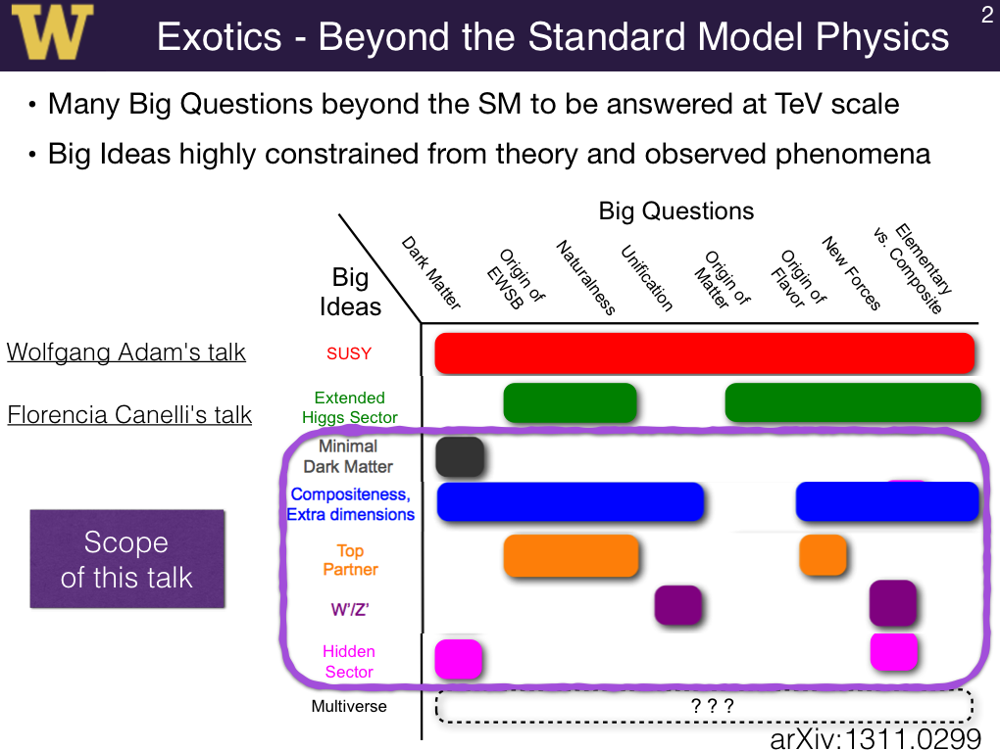 W
Exotics - Beyond the Standard Model Physics
2
• Many Big Questions beyond the SM to be answered at TeV scale
• Big Ideas highly constrained from theory and observed phenomena
Big Questions
Big
Ideas
Dark Matter
Origin of
EWSB
Naturalness
Unification
Origin of
Matter
Origin of
Flavor
New Forces
Elementary
vs. Composite
Wolfgang Adam's talk
SUSY
Florencia Canelli's talk
Extended
Higgs Sector
Minimal
Dark Matter
Compositeness,
Extra dimensions
Scope
of this talk
Top
Partner
W'/Z'
Hidden
Sector
Multiverse
? ? ?
arXiv:1311.0299